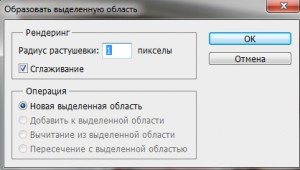 Образовать выделенную область
Рендеринг
Радиус растушевки: 1 пикселы
Сглаживание
OK
Отмена
Операция
Новая выделенная область
Добавить к выделенной области
Вычитание из выделенной области
Пересечение с выделенной областью